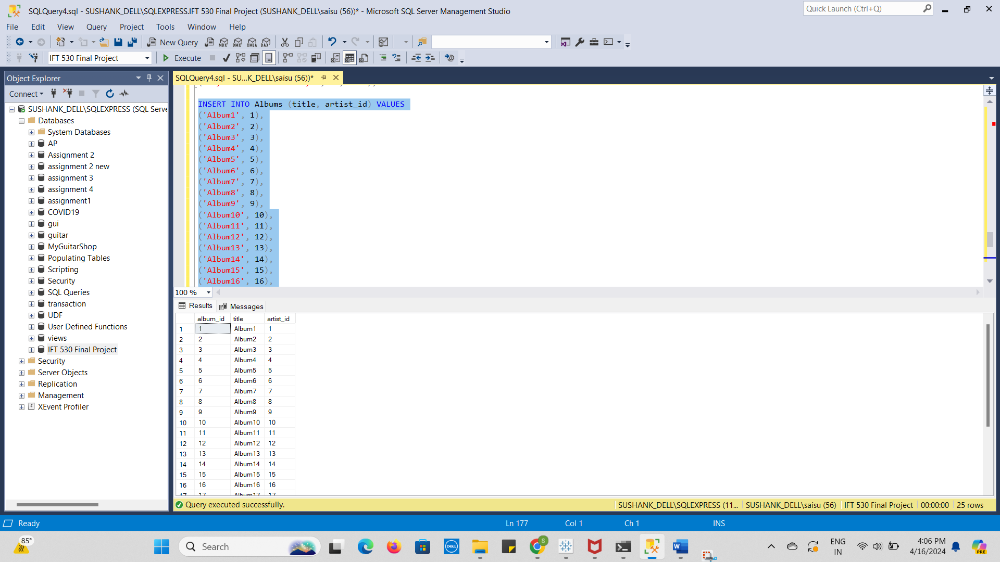 SQLQuery4.sql - SUSHANK_DELL\SQLEXPRESS.IFT 530 Final Project (SUSHANK_DELL\saisu (56))* - Microsoft SQL Server Management Studio
Quick Launch (Ctrl+Q)
File Edit View Query Project Tools Window Help
New Query
MDX DMX XMLA DAX
IFT 530 Final Project
Execute
Object Explorer
Connect
SUSHANK_DELL\SQLEXPRESS (SQL Serve
Databases
System Databases
AP
Assignment 2
assignment 2 new
assignment 3
assignment 4
assignment1
COVID19
gui
guitar
MyGuitarShop
Populating Tables
Scripting
Security
SQL Queries
transaction
UDF
User Defined Functions
views
IFT 530 Final Project
Security
Server Objects
Replication
Management
XEvent Profiler
SQLQuery4.sql - SU...K_DELL\saisu (56))*
INSERT INTO Albums (title, artist_id) VALUES
('Album1', 1),
('Album2', 2),
('Album3', 3),
('Album4', 4),
('Album5', 5),
('Album6', 6),
('Album7', 7),
('Album8', 8),
('Album9', 9),
('Album10', 10),
('Album11', 11),
('Album12', 12),
('Album13', 13),
('Album14', 14),
('Album15', 15),
('Album16', 16),
100 %
Results Messages
album_id title artist_id
1 1 Album1 1
2 2 Album2 2
3 3 Album3 3
4 4 Album4 4
5 5 Album5 5
6 6 Album6 6
7 7 Album7 7
8 8 Album8 8
9 9 Album9 9
10 10 Album10 10
11 11 Album11 11
12 12 Album12 12
13 13 Album13 13
14 14 Album14 14
15 15 Album15 15
16 16 Album16 16
17 17 Album17 17
Query executed successfully.
SUSHANK_DELL\SQLEXPRESS (11... SUSHANK_DELL\saisu (56) IFT 530 Final Project 00:00:00 25 rows
Ready Ln 177 Col 1 Ch 1 INS
85°
Search
DELL
S
ENG
IN
4:06 PM
4/16/2024
PRE